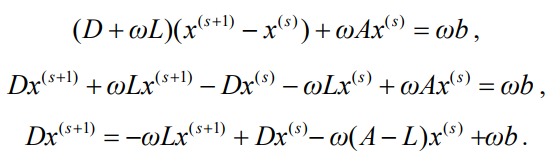 (D + ωL)(x^(s+1) − x^(s)) + ωAx^(s) = ωb ,
Dx^(s+1) + ωLx^(s+1) − Dx^(s) − ωLx^(s) + ωAx^(s) = ωb ,
Dx^(s+1) = −ωLx^(s+1) + Dx^(s)− ω(A − L)x^(s) +ωb .